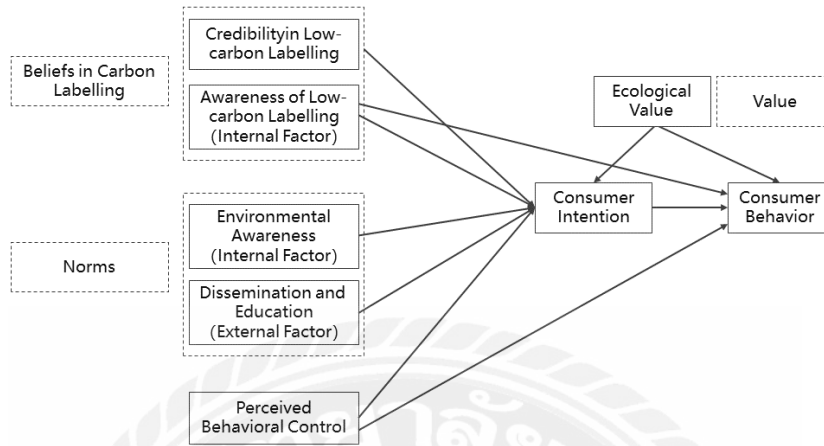 Credibilityin Low-
carbon Labelling
Beliefs in Carbon
Labelling
Awareness of Low-
carbon Labelling
(Internal Factor)
Ecological
Value
Value
Consumer
Intention
Consumer
Behavior
Environmental
Awareness
(Internal Factor)
Norms
Dissemination and
Education
(External Factor)
Perceived
Behavioral Control